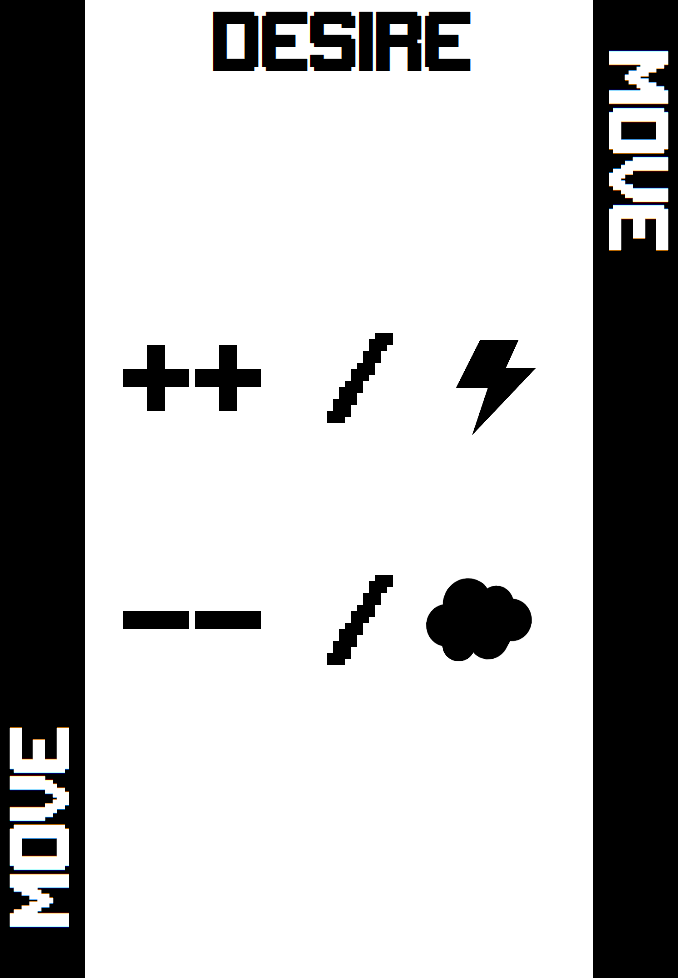 DESIRE
MOVE
++ /
-- /
MOVE